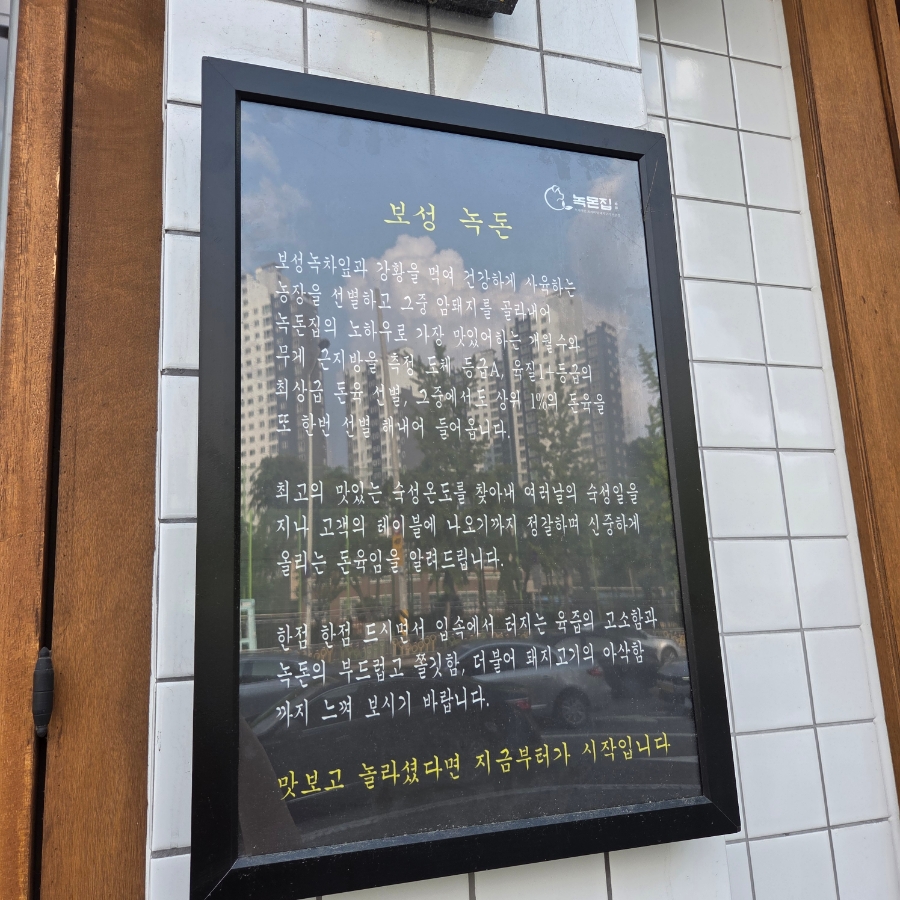 녹돈집
보성 녹돈
보성녹차잎과 강황을 먹여 건강하게 사육하는
농장을 선별하고 그중 암돼지를 골라내어
녹돈집의 노하우로 가장 맛있어하는 개월수와
무게 근지방을 측정 도체 등급A, 육질1+등급의
최상급 돈육 선별, 그중에서도 상위 1%의 돈육을
또 한번 선별 해내어 들어옵니다.
최고의 맛있는 숙성온도를 찾아내 여러날의 숙성일을
지나 고객의 테이블에 나오기까지 정갈하며 신중하게
올리는 돈육임을 알려드립니다.
한점 한점 드시면서 입속에서 터지는 육즙의 고소함과
녹돈의 부드럽고 쫄깃함, 더불어 돼지고기의 아삭함
까지 느껴 보시기 바랍니다.
맛보고 놀라셨다면 지금부터가 시작입니다